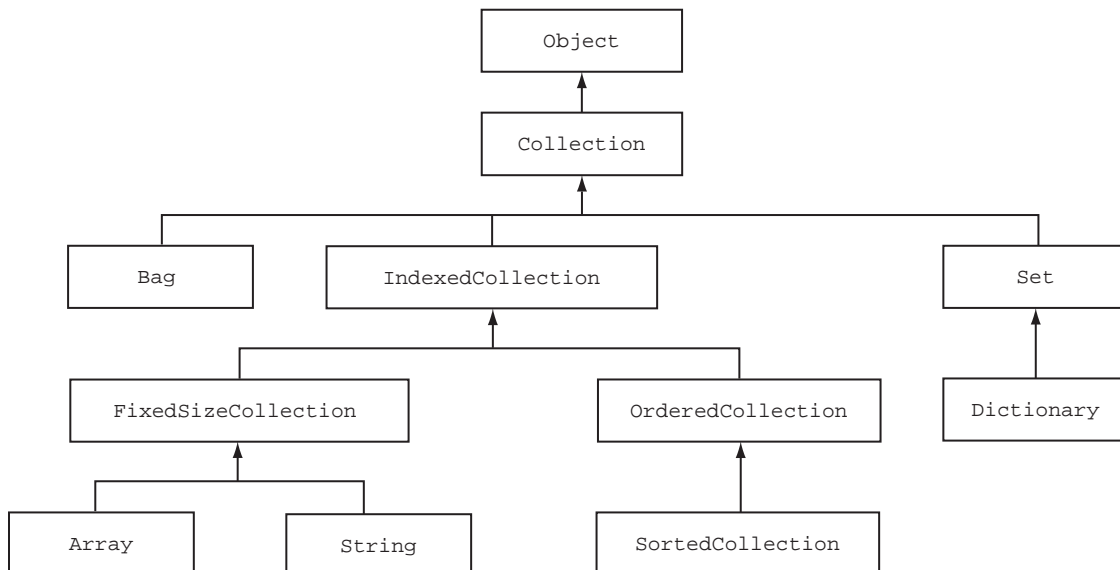 Object
Collection
Bag
IndexedCollection
Set
FixedSizeCollection
OrderedCollection
Dictionary
Array
String
SortedCollection